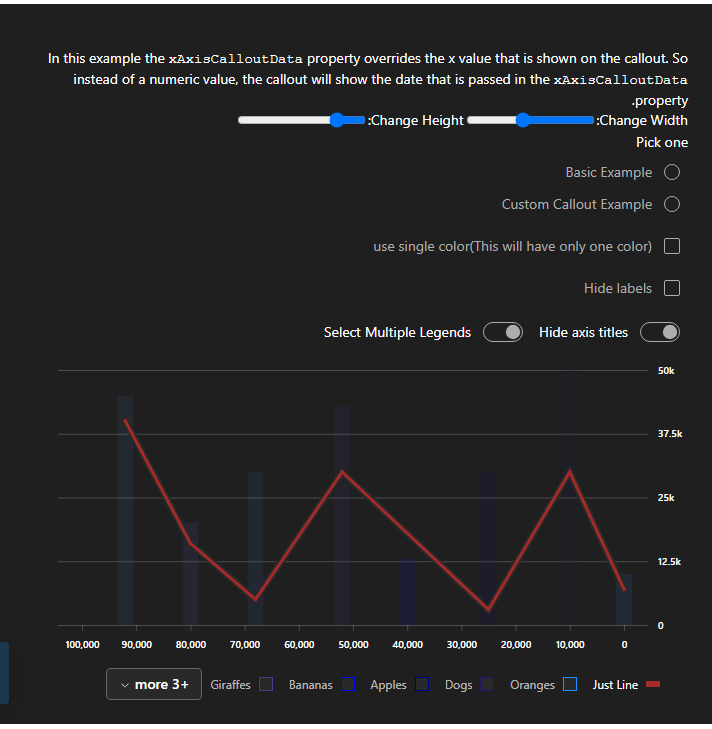 In this example the xAxisCalloutData property overrides the x value that is shown on the callout. So
instead of a numeric value, the callout will show the date that is passed in the xAxisCalloutData
.property
:Change Width :Change Height
Pick one
Basic Example
Custom Callout Example
use single color(This will have only one color)
Hide labels
Hide axis titles Select Multiple Legends
50k
37.5k
25k
12.5k
0
100,000 90,000 80,000 70,000 60,000 50,000 40,000 30,000 20,000 10,000 0
Just Line Oranges Dogs Apples Bananas Giraffes more 3+